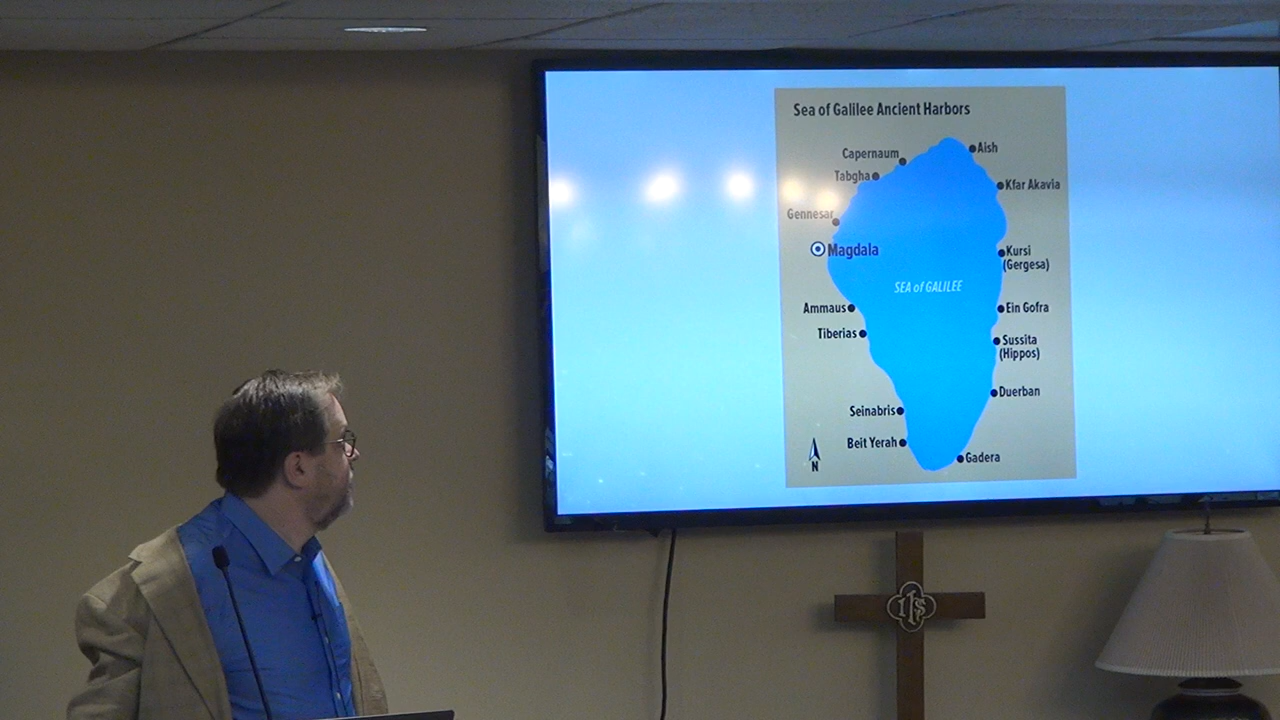 Sea of Galilee Ancient Harbors
Aish
Capernaum
Tabgha
Kfar Akavia
Gennesar
Magdala
Kursi
(Gergesa)
SEA of GALILEE
Ammaus
Ein Gofra
Tiberias
Sussita
(Hippos)
Duerban
Seinabris
Beit Yerah
Gadera
N
IHS